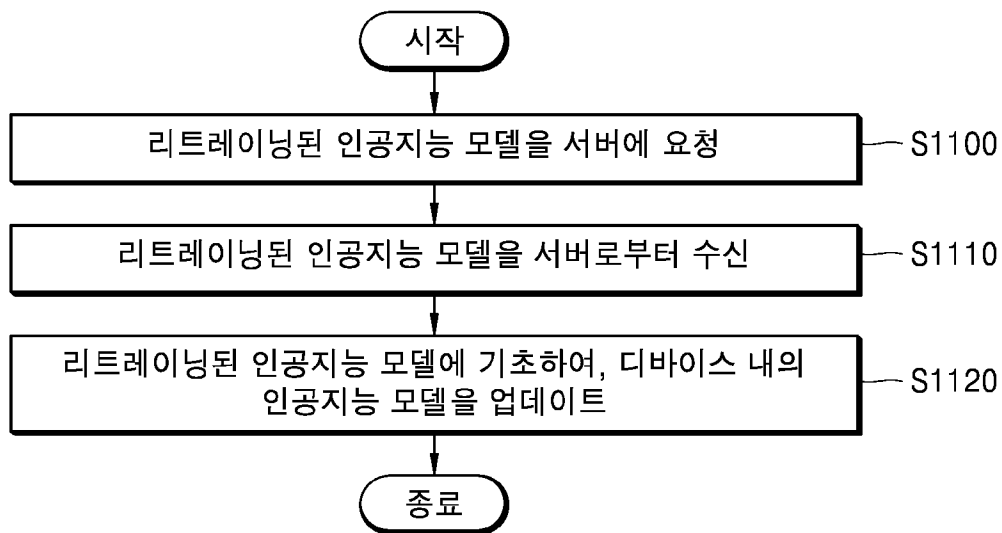 시작
리트레이닝된 인공지능 모델을 서버에 요청
S1100
리트레이닝된 인공지능 모델을 서버로부터 수신
S1110
리트레이닝된 인공지능 모델에 기초하여, 디바이스 내의
인공지능 모델을 업데이트
S1120
종료